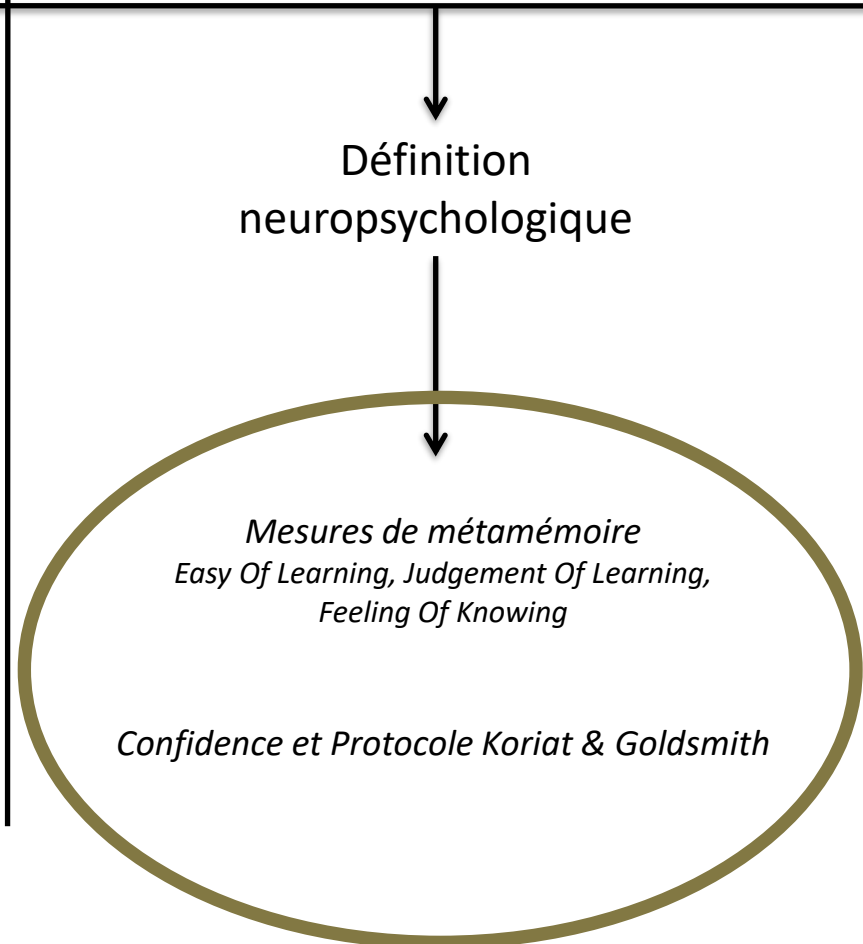 Définition
neuropsychologique
Mesures de métamémoire
Easy Of Learning, Judgement Of Learning,
Feeling Of Knowing
Confidence et Protocole Koriat & Goldsmith